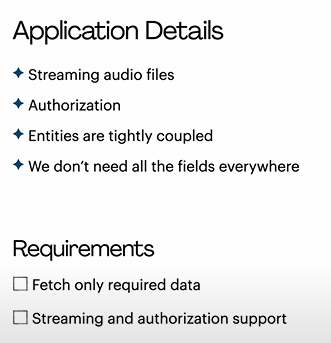 Application Details
Streaming audio files
Authorization
Entities are tightly coupled
We don't need all the fields everywhere
Requirements
Fetch only required data
Streaming and authorization support